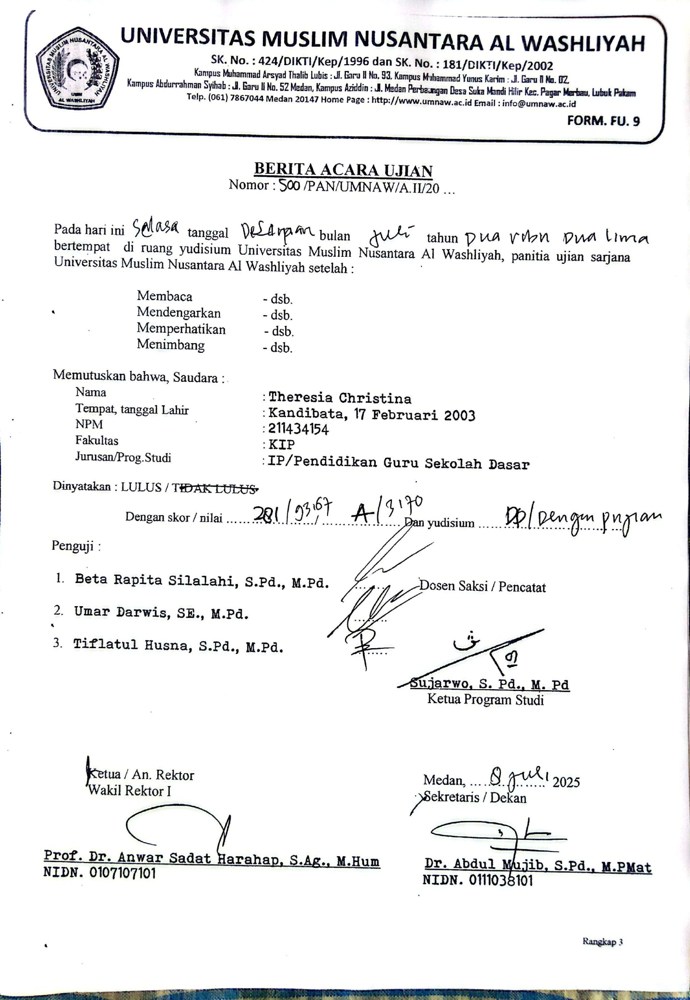 UNIVERSITAS MUSLIM NUSANTARA AL WASHLIYAH
SK. No. : 424/DIKTI/Kep/1996 dan SK. No. : 181/DIKTI/Kep/2002
Kampus Muhammad Arsyad Thalib Lubis : Jl. Garu II No. 93, Kampus Muhammad Yunus Karim : Jl. Garu II No. 02,
Kampus Abdurrahman Syihab : Jl. Garu II No. 52 Medan, Kampus Aziddin : Jl. Medan Perbaungan Desa Suka Mandi Hilir Kec. Pagar Merbau, Lubuk Pakam
Telp. (061) 7867044 Medan 20147 Home Page : http://www.umnaw.ac.id Email : info@umnaw.ac.id
FORM. FU. 9
UNIVERSITAS MUSLIM NUSANTARA AL WASHLIYAH
UMN
AL WASHLIYAH
BERITA ACARA UJIAN
Nomor : 500 /PAN/UMNAW/A.II/20 ...
Pada hari ini Selasa tanggal Delapan bulan Juli tahun Dua ribu Dua lima
bertempat di ruang yudisium Universitas Muslim Nusantara Al Washliyah, panitia ujian sarjana
Universitas Muslim Nusantara Al Washliyah setelah :
Membaca - dsb.
Mendengarkan - dsb.
Memperhatikan - dsb.
Menimbang - dsb.
Memutuskan bahwa, Saudara :
Nama : Theresia Christina
Tempat, tanggal Lahir : Kandibata, 17 Februari 2003
NPM : 211434154
Fakultas : KIP
Jurusan/Prog.Studi : IP/Pendidikan Guru Sekolah Dasar
Dinyatakan : LULUS / TIDAK LULUS
Dengan skor / nilai 281/93,67 A/3,70 Dan yudisium DP/Dengan pujian
Penguji :
1. Beta Rapita Silalahi, S.Pd., M.Pd. ........
Dosen Saksi / Pencatat
2. Umar Darwis, SE., M.Pd. ........
3. Tiflatul Husna, S.Pd., M.Pd. ........
Sujarwo, S. Pd., M. Pd
Ketua Program Studi
Ketua / An. Rektor
Wakil Rektor I
Medan, 8 Juli 2025
Sekretaris / Dekan
Prof. Dr. Anwar Sadat Harahap, S.Ag., M.Hum
NIDN. 0107107101
Dr. Abdul Mujib, S.Pd., M.PMat
NIDN. 0111038101
Rangkap 3